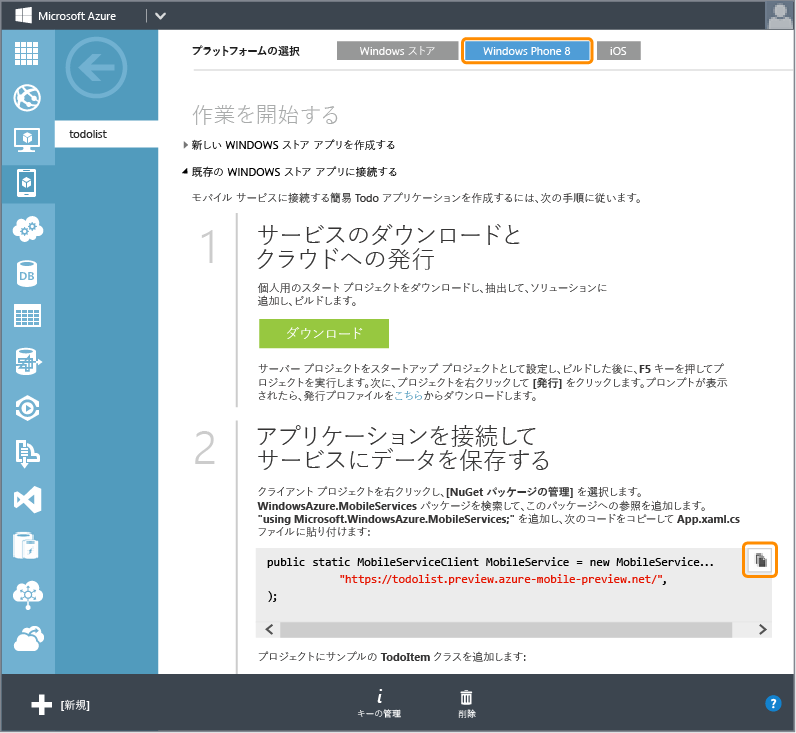 Microsoft Azure
プラットフォームの選択 Windows ストア Windows Phone 8 iOS
todolist
作業を開始する
新しい WINDOWS ストア アプリを作成する
既存の WINDOWS ストア アプリに接続する
モバイル サービスに接続する簡易 Todo アプリケーションを作成するには、次の手順に従います。
1
サービスのダウンロードと
クラウドへの発行
個人用のスタート プロジェクトをダウンロードし、抽出して、ソリューションに
追加し、ビルドします。
ダウンロード
サーバー プロジェクトをスタートアップ プロジェクトとして設定し、ビルドした後に、F5 キーを押してプ
ロジェクトを実行します。次に、プロジェクトを右クリックして [発行] をクリックします。プロンプトが表示
されたら、発行プロファイルをこちらからダウンロードします。
2
アプリケーションを接続して
サービスにデータを保存する
クライアント プロジェクトを右クリックし、[NuGet パッケージの管理] を選択します。
WindowsAzure.MobileServices パッケージを検索して、このパッケージへの参照を追加します。
"using Microsoft.WindowsAzure.MobileServices;" を追加し、次のコードをコピーして App.xaml.cs
ファイルに貼り付けます:
public static MobileServiceClient MobileService = new MobileService...
"https://todolist.preview.azure-mobile-preview.net/",
);
プロジェクトにサンプルの TodoItem クラスを追加します:
DB
[新規]
キーの管理
削除
?